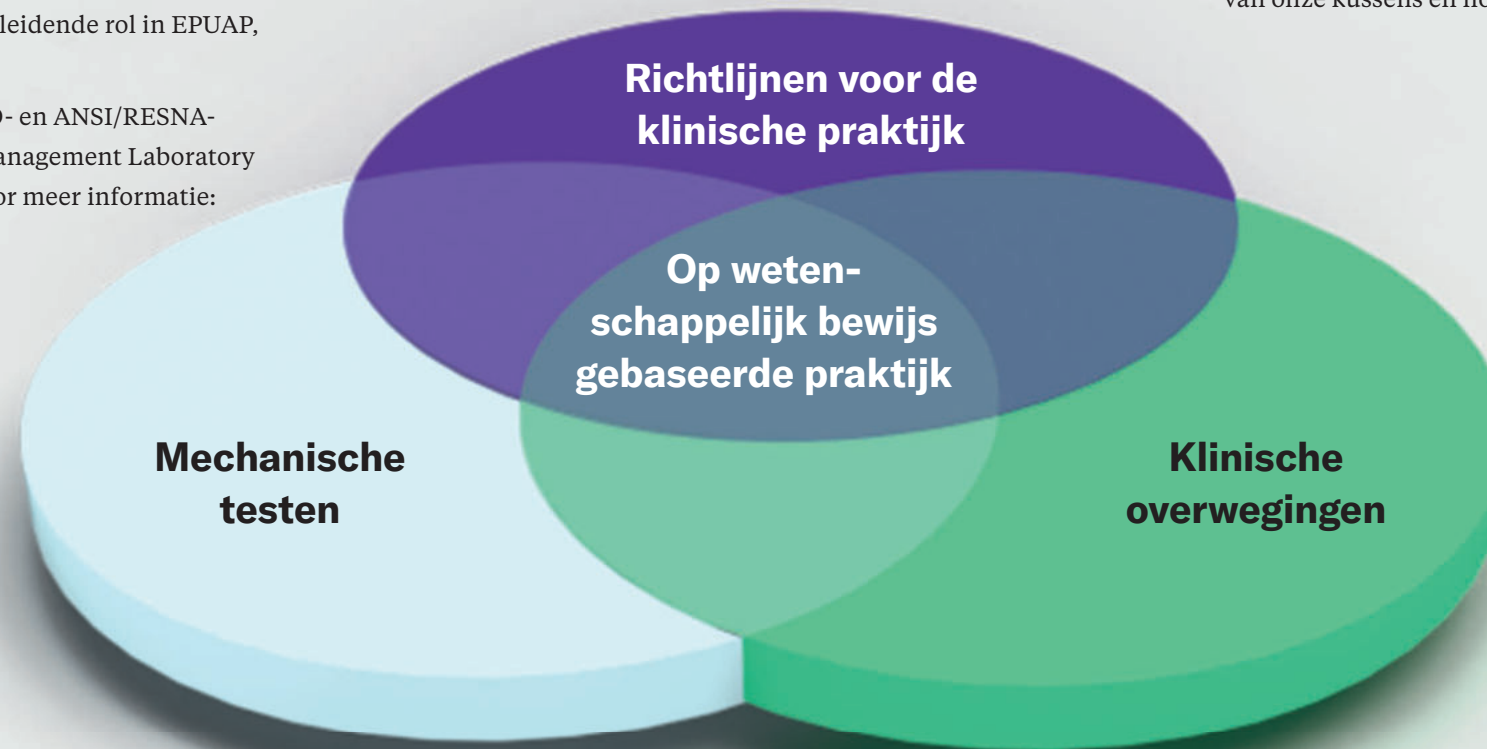 leidende rol in EPUAP,
- en ANSI/RESNA-
anagement Laboratory
or meer informatie:
van onze kussens en
Richtlijnen voor de
klinische praktijk
Op weten-
schappelijk bewijs
gebaseerde praktijk
Mechanische
testen
Klinische
overwegingen